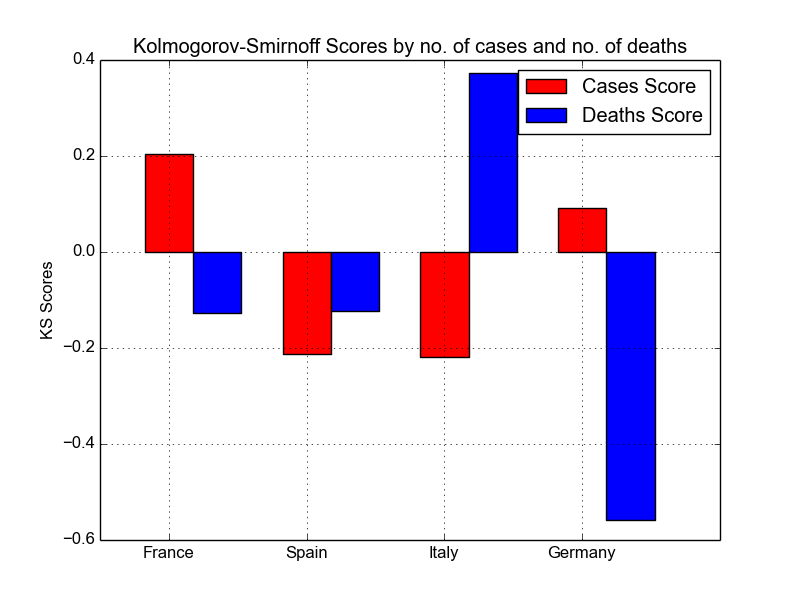 Kolmogorov-Smirnoff Scores by no. of cases and no. of deaths
0.4
Cases Score
Deaths Score
0.2
0.0
KS Scores
−0.2
−0.4
−0.6
France Spain Italy Germany